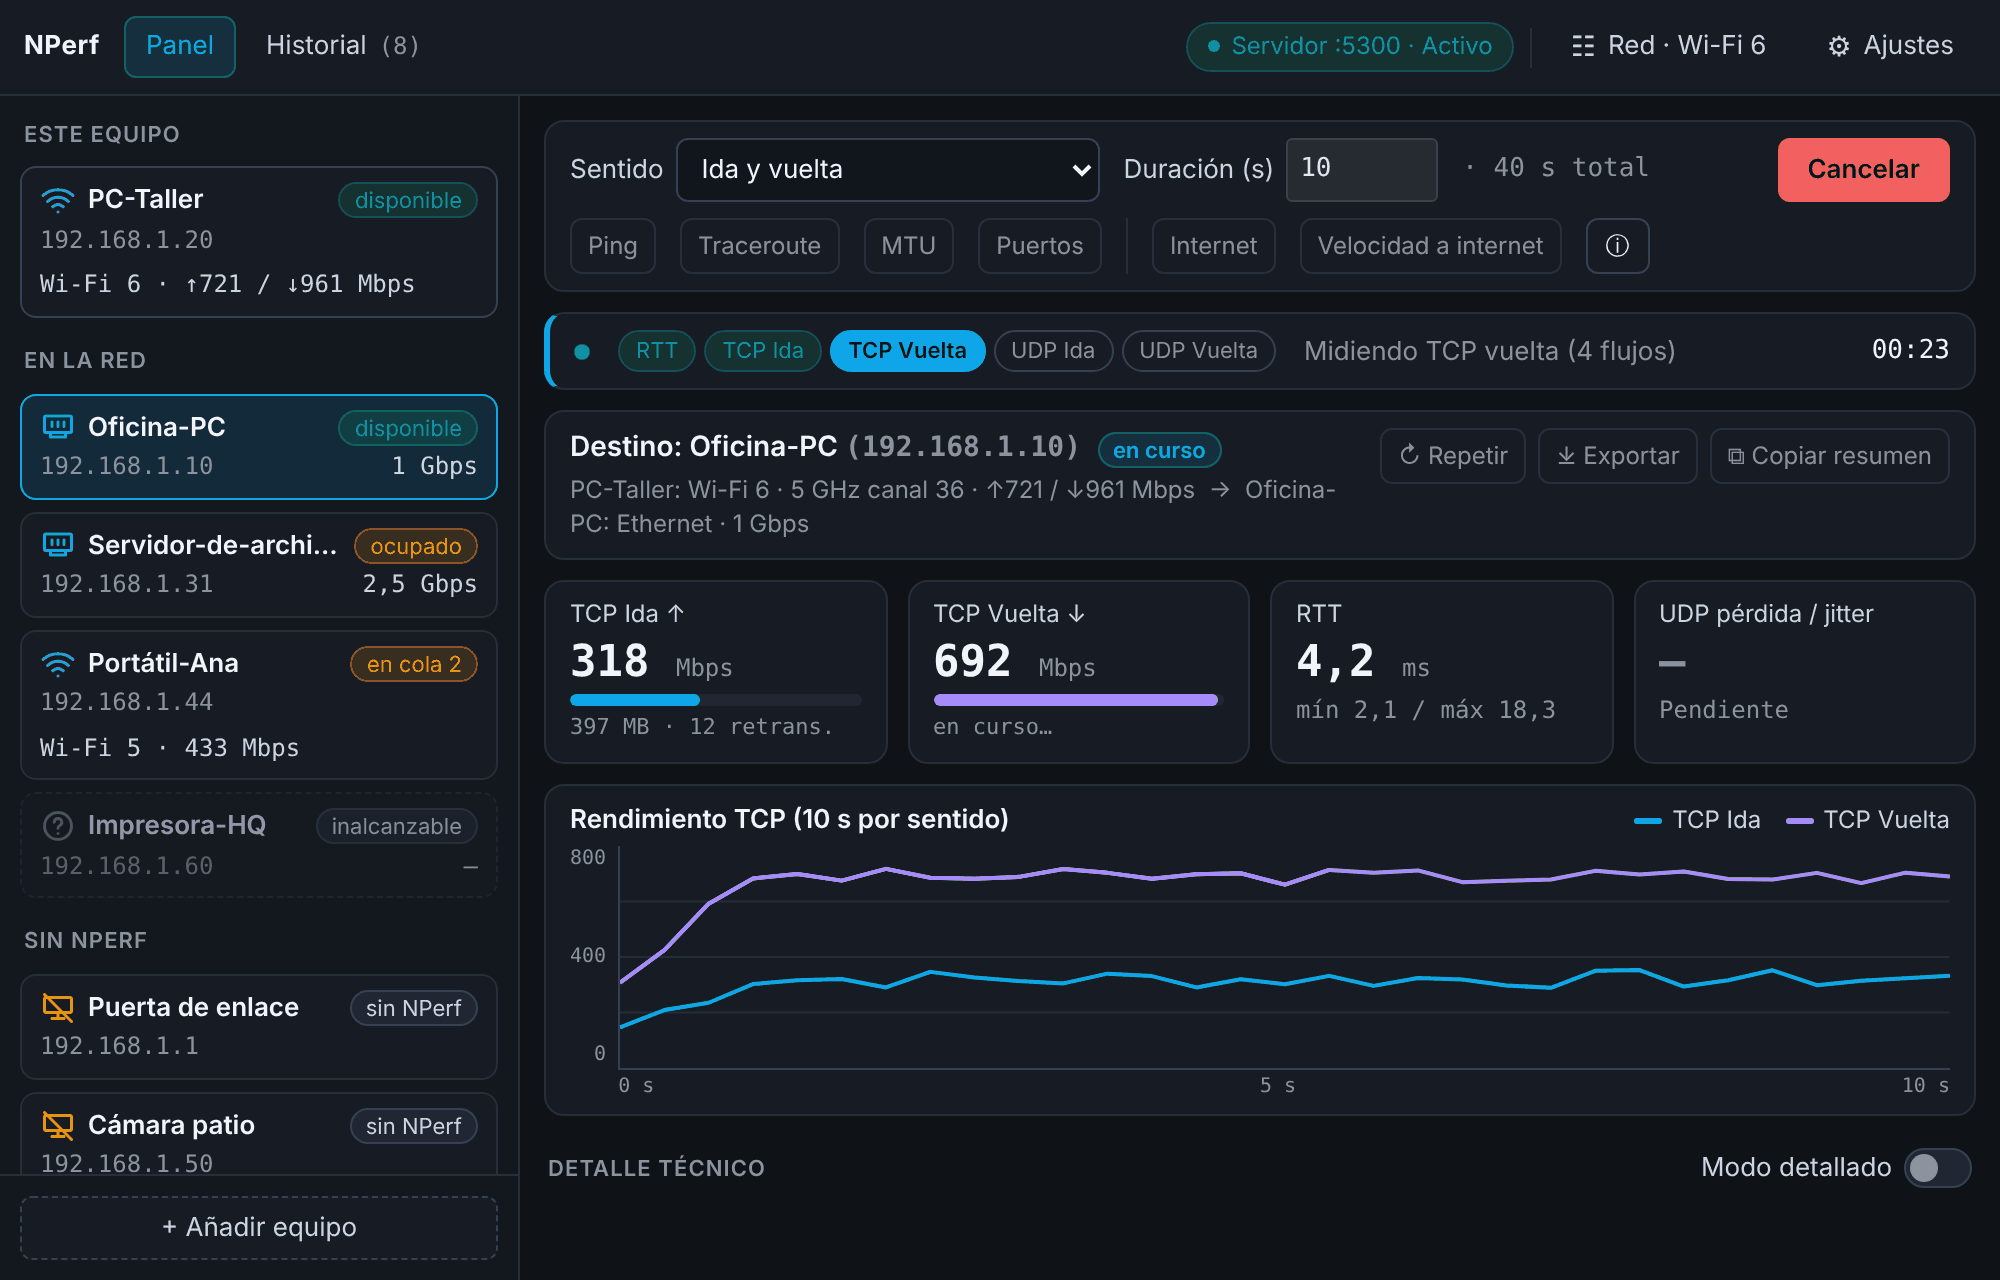 NPerf
Panel
Historial (8)
Servidor :5300 · Activo
Red · Wi-Fi 6
Ajustes
ESTE EQUIPO
PC-Taller
disponible
192.168.1.20
Wi-Fi 6 · ↑721 / ↓961 Mbps
EN LA RED
Oficina-PC
disponible
192.168.1.10
1 Gbps
Servidor-de-archi...
ocupado
192.168.1.31
2,5 Gbps
Portátil-Ana
en cola 2
192.168.1.44
Wi-Fi 5 · 433 Mbps
Impresora-HQ
inalcanzable
192.168.1.60
—
SIN NPERF
Puerta de enlace
sin NPerf
192.168.1.1
Cámara patio
sin NPerf
192.168.1.50
+ Añadir equipo
Sentido
Ida y vuelta
Duración (s)
10
· 40 s total
Cancelar
Ping
Traceroute
MTU
Puertos
Internet
Velocidad a internet
ⓘ
RTT
TCP Ida
TCP Vuelta
UDP Ida
UDP Vuelta
Midiendo TCP vuelta (4 flujos)
00:23
Destino: Oficina-PC (192.168.1.10)
en curso
Repetir
Exportar
Copiar resumen
PC-Taller: Wi-Fi 6 · 5 GHz canal 36 · ↑721 / ↓961 Mbps → Oficina-
PC: Ethernet · 1 Gbps
TCP Ida ↑
318 Mbps
397 MB · 12 retrans.
TCP Vuelta ↓
692 Mbps
en curso…
RTT
4,2 ms
mín 2,1 / máx 18,3
UDP pérdida / jitter
—
Pendiente
Rendimiento TCP (10 s por sentido)
TCP Ida
TCP Vuelta
800
400
0
0 s
5 s
10 s
DETALLE TÉCNICO
Modo detallado